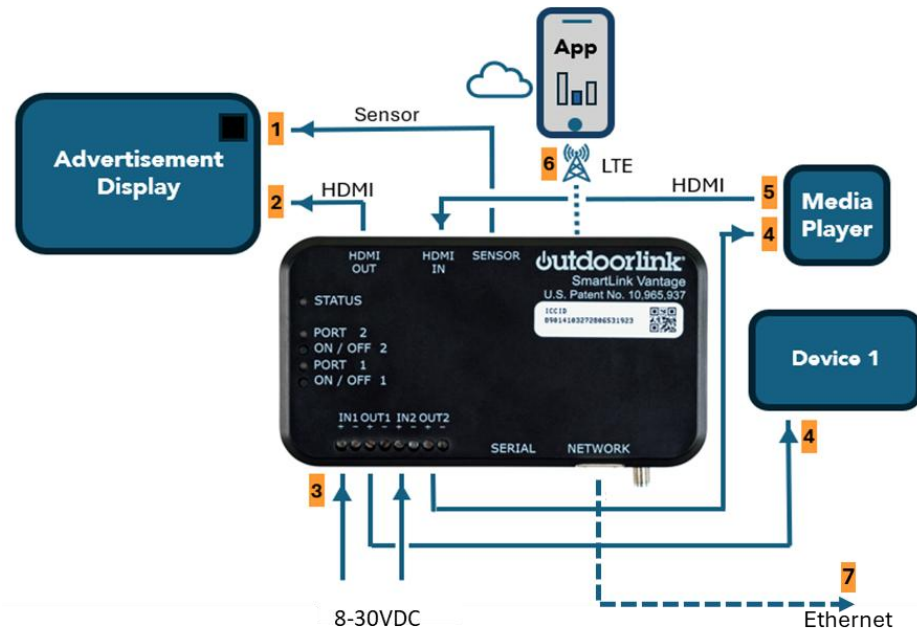 App
Sensor
1
Advertisement
Display
6
LTE
HDMI
2
HDMI
5
Media
Player
4
HDMI
OUT
HDMI
IN
SENSOR
Outdoorlink
SmartLink Vantage
U.S. Patent No. 10,965,937
ICCID
89014103272806531923
STATUS
PORT 2
ON / OFF 2
PORT 1
ON / OFF 1
Device 1
IN1 OUT1 IN2 OUT2
+ - + - + - + -
SERIAL
NETWORK
4
3
7
8-30VDC
Ethernet